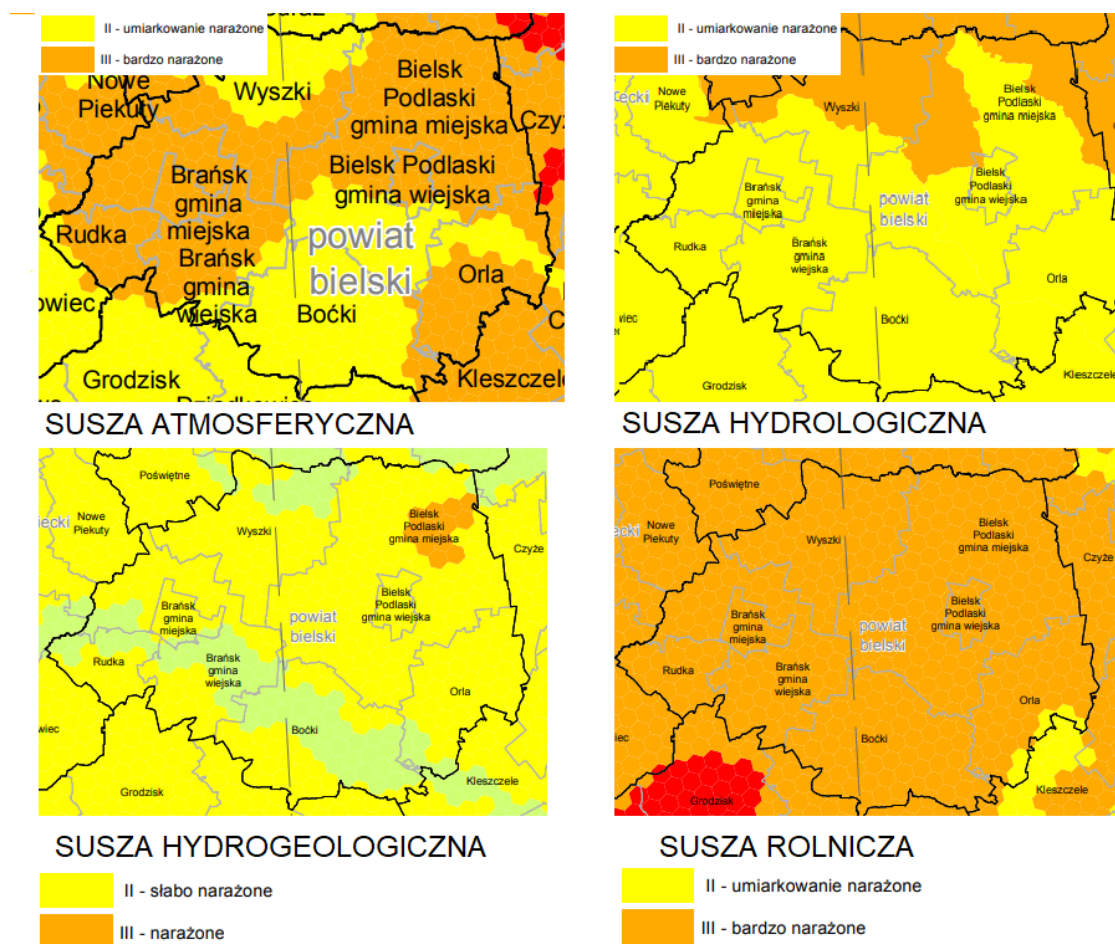 II - umiarkowanie narażone
III - bardzo narażone
Nowe
Piekuty
Wyszki
Bielsk
Podlaski
gmina miejska
Bielsk Podlaski
gmina wiejska
Brańsk
gmina
miejska
Rudka
Brańsk
gmina
wiejska
powiat
bielski
Orla
Boćki
Grodzisk
Kleszczele
SUSZA ATMOSFERYCZNA
II - umiarkowanie narażone
III - bardzo narażone
Nowe
Piekuty
Wyszki
Bielsk
Podlaski
gmina miejska
Bielsk
Podlaski
gmina wiejska
Brańsk
gmina
miejska
powiat
bielski
Rudka
Brańsk
gmina
wiejska
Orla
Boćki
Grodzisk
Kleszczele
SUSZA HYDROLOGICZNA
Poświętne
Nowe
Piekuty
Wyszki
Bielsk
Podlaski
gmina miejska
Czyże
Brańsk
gmina
miejska
Bielsk
Podlaski
gmina wiejska
powiat
bielski
Rudka
Brańsk
gmina
wiejska
Orla
Boćki
Grodzisk
Kleszczele
SUSZA HYDROGEOLOGICZNA
II - słabo narażone
III - narażone
Poświętne
Nowe
Piekuty
Wyszki
Bielsk
Podlaski
gmina miejska
Czyże
Brańsk
gmina
miejska
Bielsk
Podlaski
gmina wiejska
powiat
bielski
Rudka
Brańsk
gmina
wiejska
Orla
Boćki
Grodzisk
Kleszczele
SUSZA ROLNICZA
II - umiarkowanie narażone
III - bardzo narażone